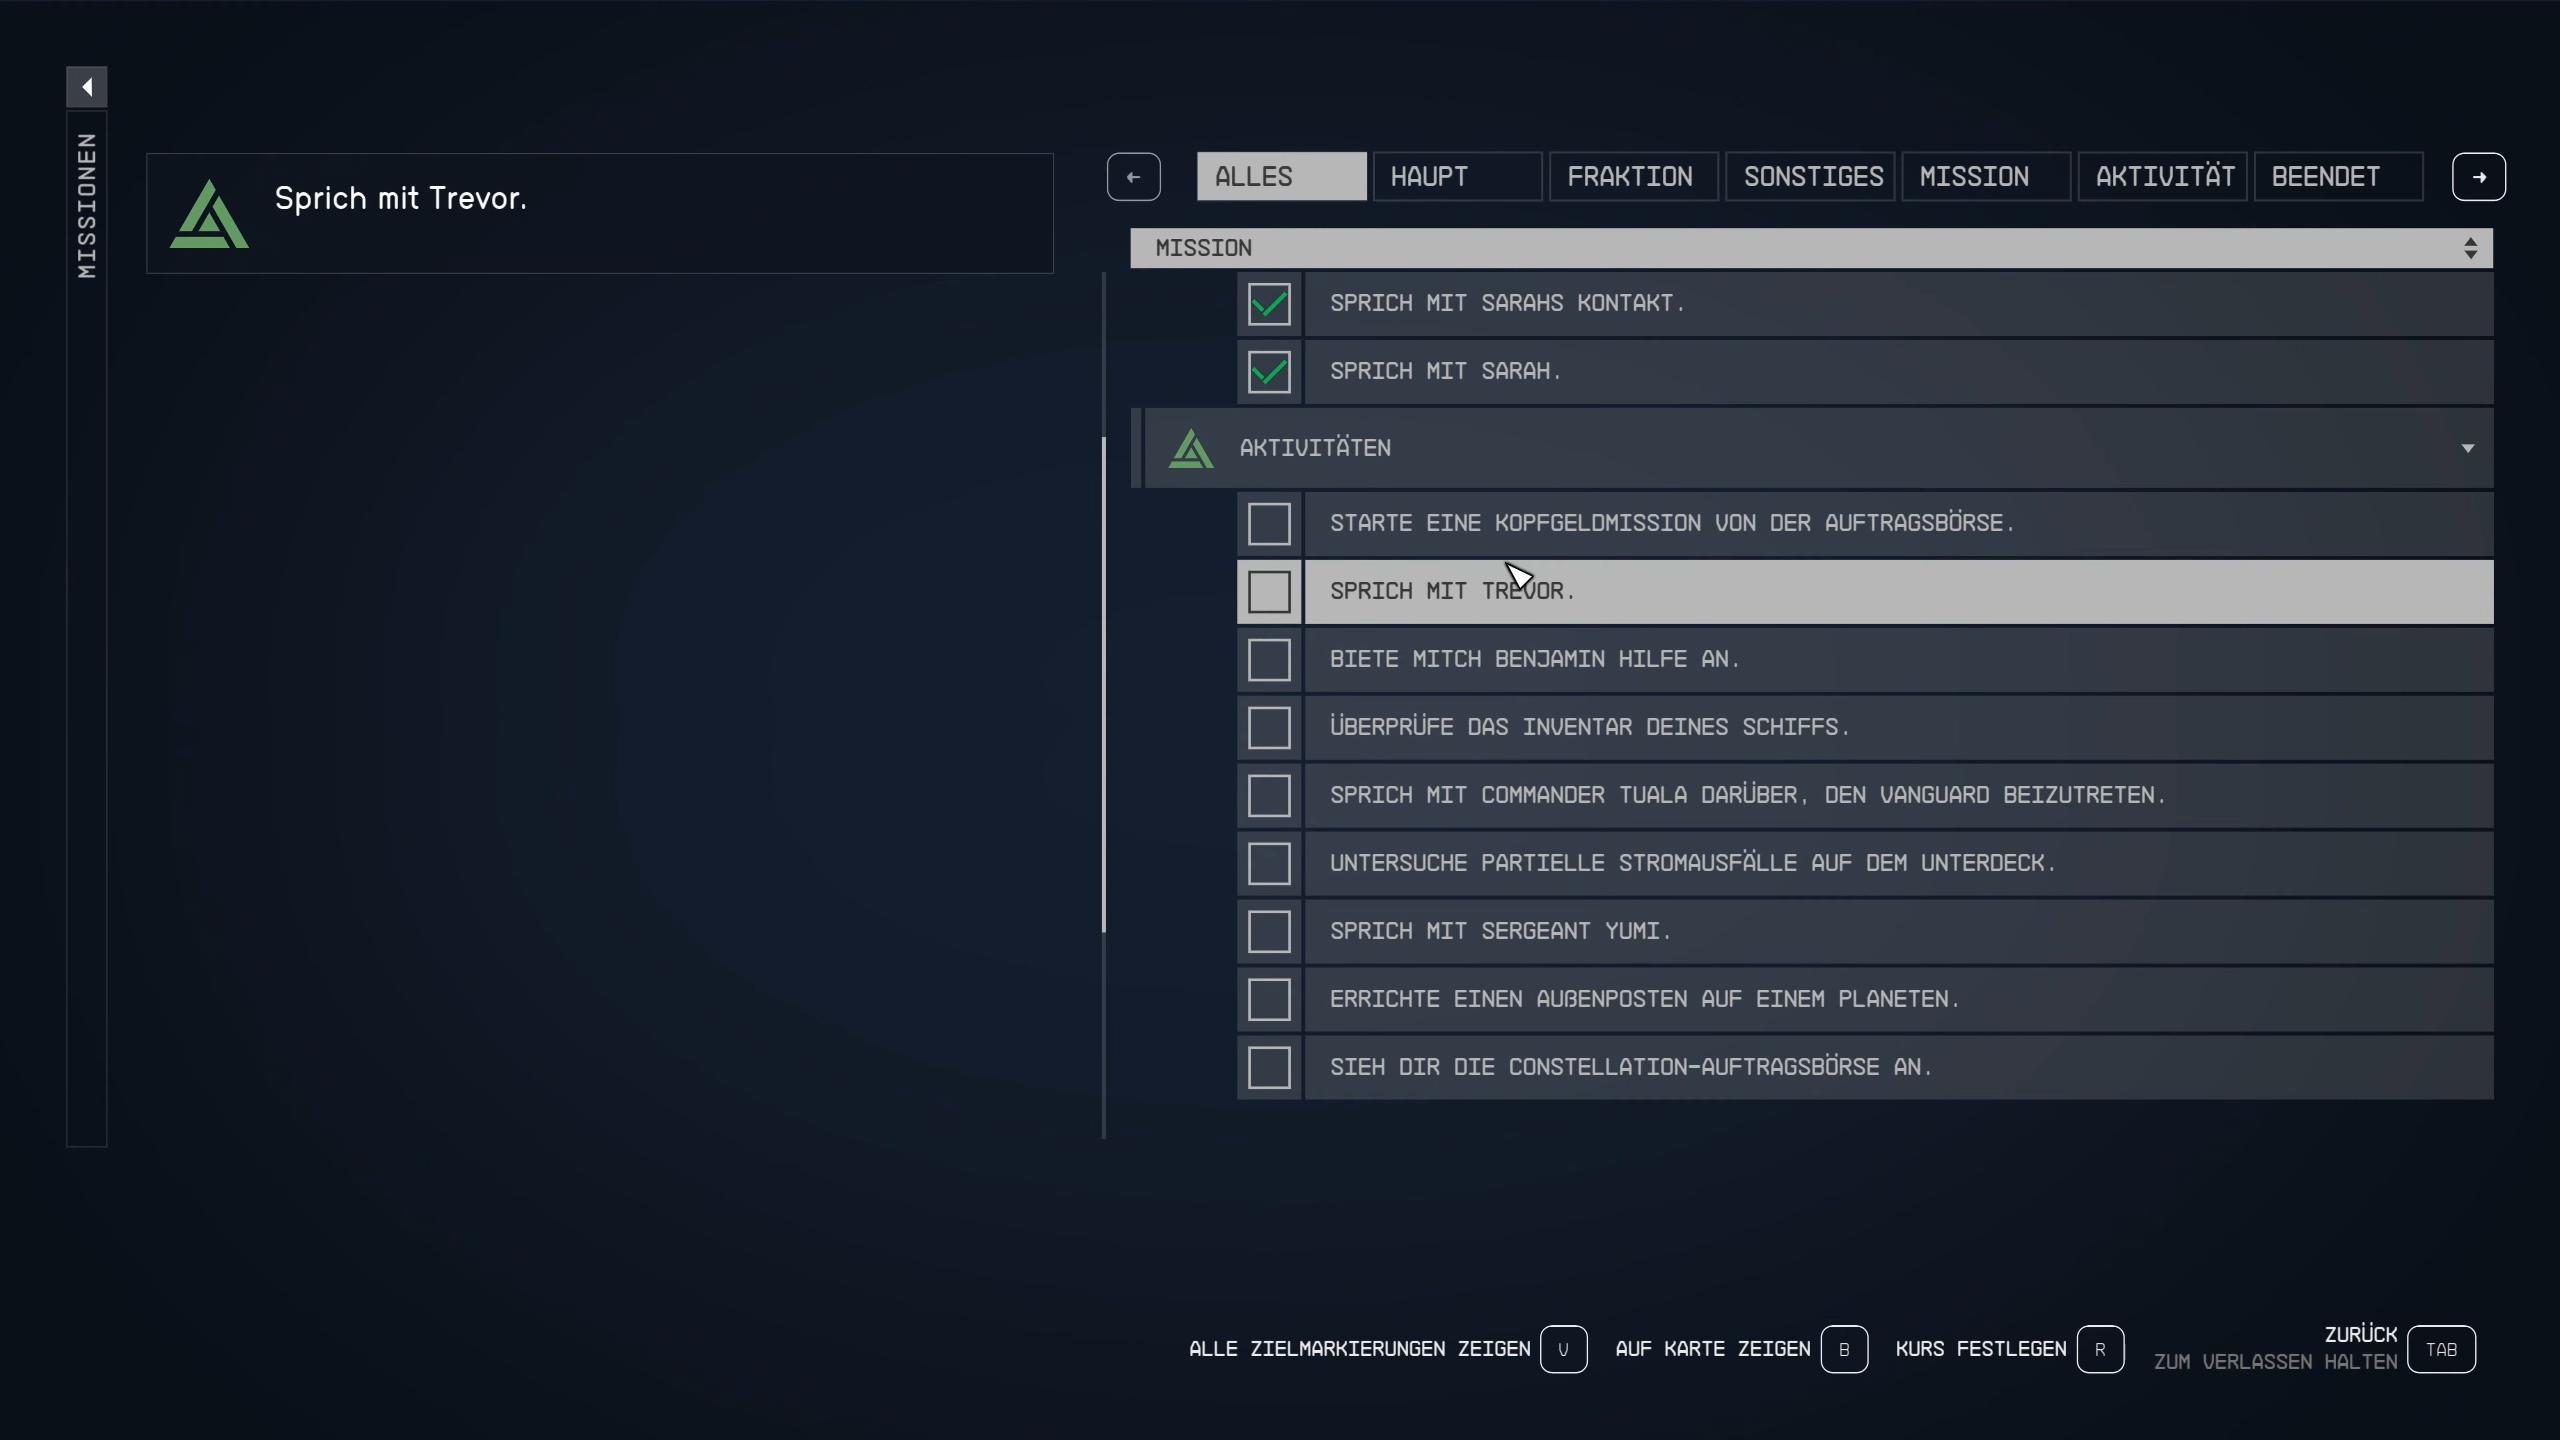 MISSIONEN
Sprich mit Trevor.
ALLES HAUPT FRAKTION SONSTIGES MISSION AKTIVITÄT BEENDET
MISSION
SPRICH MIT SARAHS KONTAKT.
SPRICH MIT SARAH.
AKTIVITÄTEN
STARTE EINE KOPFGELDMISSION VON DER AUFTRAGSBÖRSE.
SPRICH MIT TREVOR.
BIETE MITCH BENJAMIN HILFE AN.
ÜBERPRÜFE DAS INVENTAR DEINES SCHIFFS.
SPRICH MIT COMMANDER TUALA DARÜBER, DEN VANGUARD BEIZUTRETEN.
UNTERSUCHE PARTIELLE STROMAUSFÄLLE AUF DEM UNTERDECK.
SPRICH MIT SERGEANT YUMI.
ERRICHTE EINEN AUßENPOSTEN AUF EINEM PLANETEN.
SIEH DIR DIE CONSTELLATION-AUFTRAGSBÖRSE AN.
ALLE ZIELMARKIERUNGEN ZEIGEN V AUF KARTE ZEIGEN B KURS FESTLEGEN R ZURÜCK TAB
ZUM VERLASSEN HALTEN